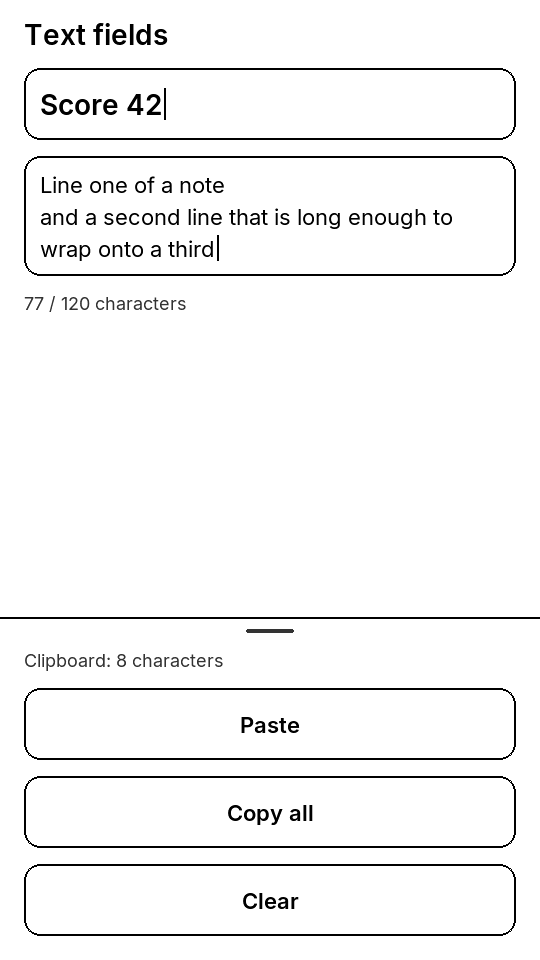 Text fields
Score 42
Line one of a note
and a second line that is long enough to
wrap onto a third
77 / 120 characters
Clipboard: 8 characters
Paste
Copy all
Clear